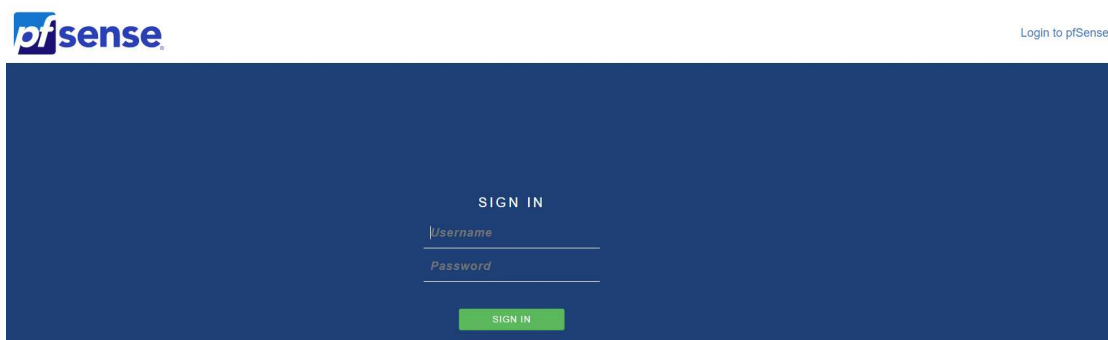 pfsense®
Login to pfSense
SIGN IN
Username
Password
SIGN IN